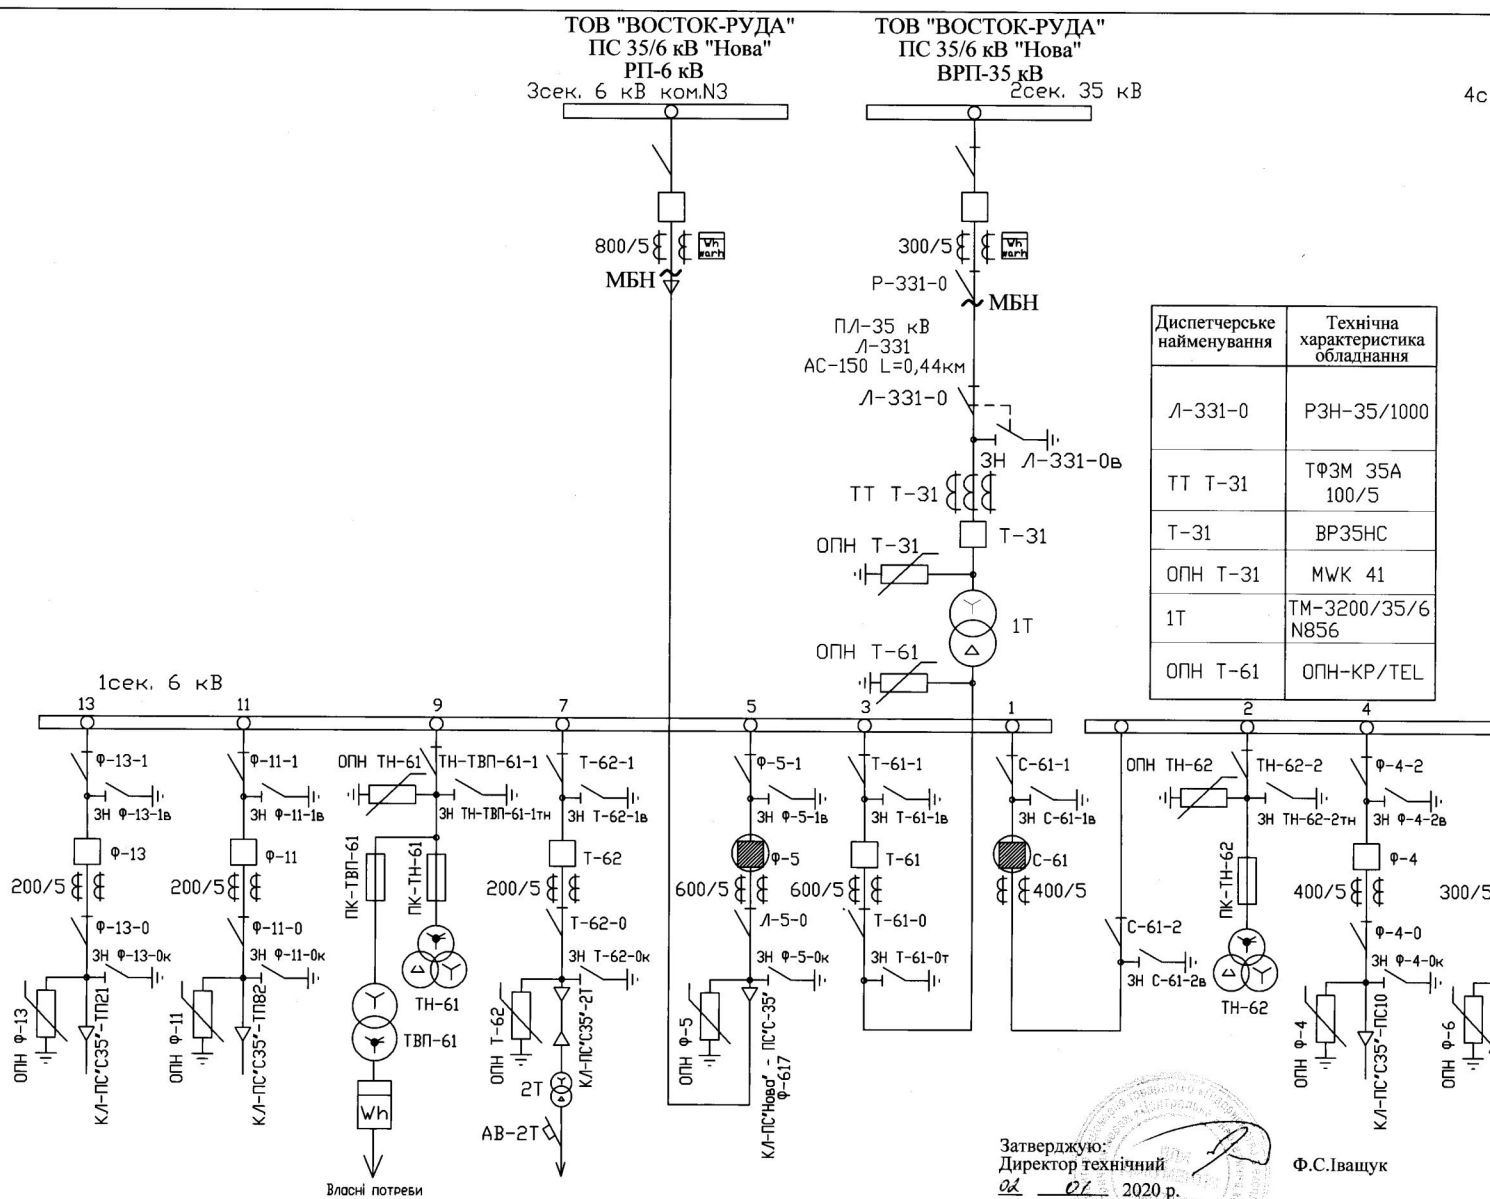 ТОВ "ВОСТОК-РУДА"
ПС 35/6 кВ "Нова"
РП-6 кВ
3сек. 6 кВ ком.N3
ТОВ "ВОСТОК-РУДА"
ПС 35/6 кВ "Нова"
ВРП-35 кВ
2сек. 35 кВ
4с
800/5
Wh
warh
МБН
300/5
Wh
warh
Р-331-0
МБН
ПЛ-35 кВ
Л-331
АС-150 L=0,44км
Л-331-0
ЗН Л-331-0в
ТТ Т-31
Т-31
ОПН Т-31
1Т
ОПН Т-61
Диспетчерське найменування
Технічна характеристика обладнання
Л-331-0
РЗН-35/1000
ТТ Т-31
ТФЗМ 35А
100/5
Т-31
ВР35НС
ОПН Т-31
MWK 41
1Т
ТМ-3200/35/6
N856
ОПН Т-61
ОПН-КР/TEL
1сек. 6 кВ
13
11
9
7
5
3
1
2
4
Ф-13-1
ЗН Ф-13-1в
Ф-13
200/5
Ф-13-0
ЗН Ф-13-0к
ОПН Ф-13
КЛ-ПС"С35"-ТП21
Ф-11-1
ЗН Ф-11-1в
Ф-11
200/5
Ф-11-0
ЗН Ф-11-0к
ОПН Ф-11
КЛ-ПС"С35"-ТП82
ОПН ТН-61
ТН-ТВП-61-1
ЗН ТН-ТВП-61-1тн
ПК-ТВП-61
ПК-ТН-61
ТН-61
ТВП-61
Wh
Власні потреби
Т-62-1
ЗН Т-62-1в
Т-62
200/5
Т-62-0
ЗН Т-62-0к
ОПН Т-62
КЛ-ПС"С35"-2Т
2Т
АВ-2Т
Ф-5-1
ЗН Ф-5-1в
Ф-5
600/5
Л-5-0
ЗН Ф-5-0к
ОПН Ф-5
КЛ-ПС"Нова" - ПС"С-35"
Ф-617
Т-61-1
ЗН Т-61-1в
Т-61
600/5
Т-61-0
ЗН Т-61-0т
С-61-1
ЗН С-61-1в
С-61
400/5
С-61-2
ЗН С-61-2в
ОПН ТН-62
ТН-62-2
ЗН ТН-62-2тн
ПК-ТН-62
ТН-62
Ф-4-2
ЗН Ф-4-2в
Ф-4
400/5
Ф-4-0
ЗН Ф-4-0к
ОПН Ф-4
КЛ-ПС"С35"-ПС10
300/5
ОПН Ф-6
Затверджую:
Директор технічний
Ф.С.Іващук
02 01 2020 р.